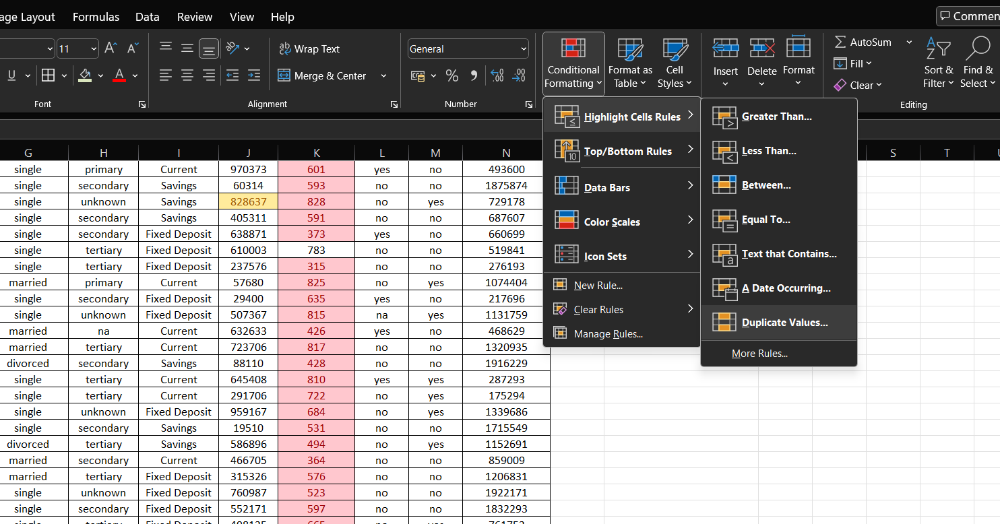 age Layout Formulas Data Review View Help Commen
11 A^ A˅ ab Wrap Text General Conditional Formatting Format as Table Cell Styles Insert Delete Format AutoSum Fill Clear Sort & Filter Find & Select
U A Merge & Center % 9 .00 .00
Font Alignment Number Editing
Highlight Cells Rules
Top/Bottom Rules
10
Data Bars
Color Scales
Icon Sets
New Rule...
Clear Rules
Manage Rules...
Greater Than...
Less Than...
Between...
Equal To...
Text that Contains...
A Date Occurring...
Duplicate Values...
More Rules...
G H I J K L M N S T
single primary Current 970373 601 yes no 493600
single secondary Savings 60314 593 no no 1875874
single unknown Savings 828637 828 no yes 729178
single secondary Savings 405311 591 no no 687607
single secondary Fixed Deposit 638871 373 yes no 660699
single tertiary Fixed Deposit 610003 783 no no 519841
single tertiary Fixed Deposit 237576 315 no no 276193
married primary Current 57680 825 no yes 1074404
single secondary Fixed Deposit 29400 635 yes no 217696
single unknown Fixed Deposit 507367 815 na yes 1131759
married na Current 632633 426 yes no 468629
married tertiary Current 723706 817 no no 1320935
divorced secondary Savings 88110 428 no no 1916229
single tertiary Current 645408 810 yes yes 287293
single tertiary Current 291706 722 no yes 175294
single unknown Fixed Deposit 959167 684 no yes 1339686
single secondary Savings 19510 531 no no 1715549
divorced tertiary Savings 586896 494 no yes 1152691
married secondary Current 466705 364 no no 859009
married tertiary Fixed Deposit 315326 576 no no 1206831
single unknown Fixed Deposit 760987 523 no no 1922171
single secondary Fixed Deposit 552171 597 no no 1832293